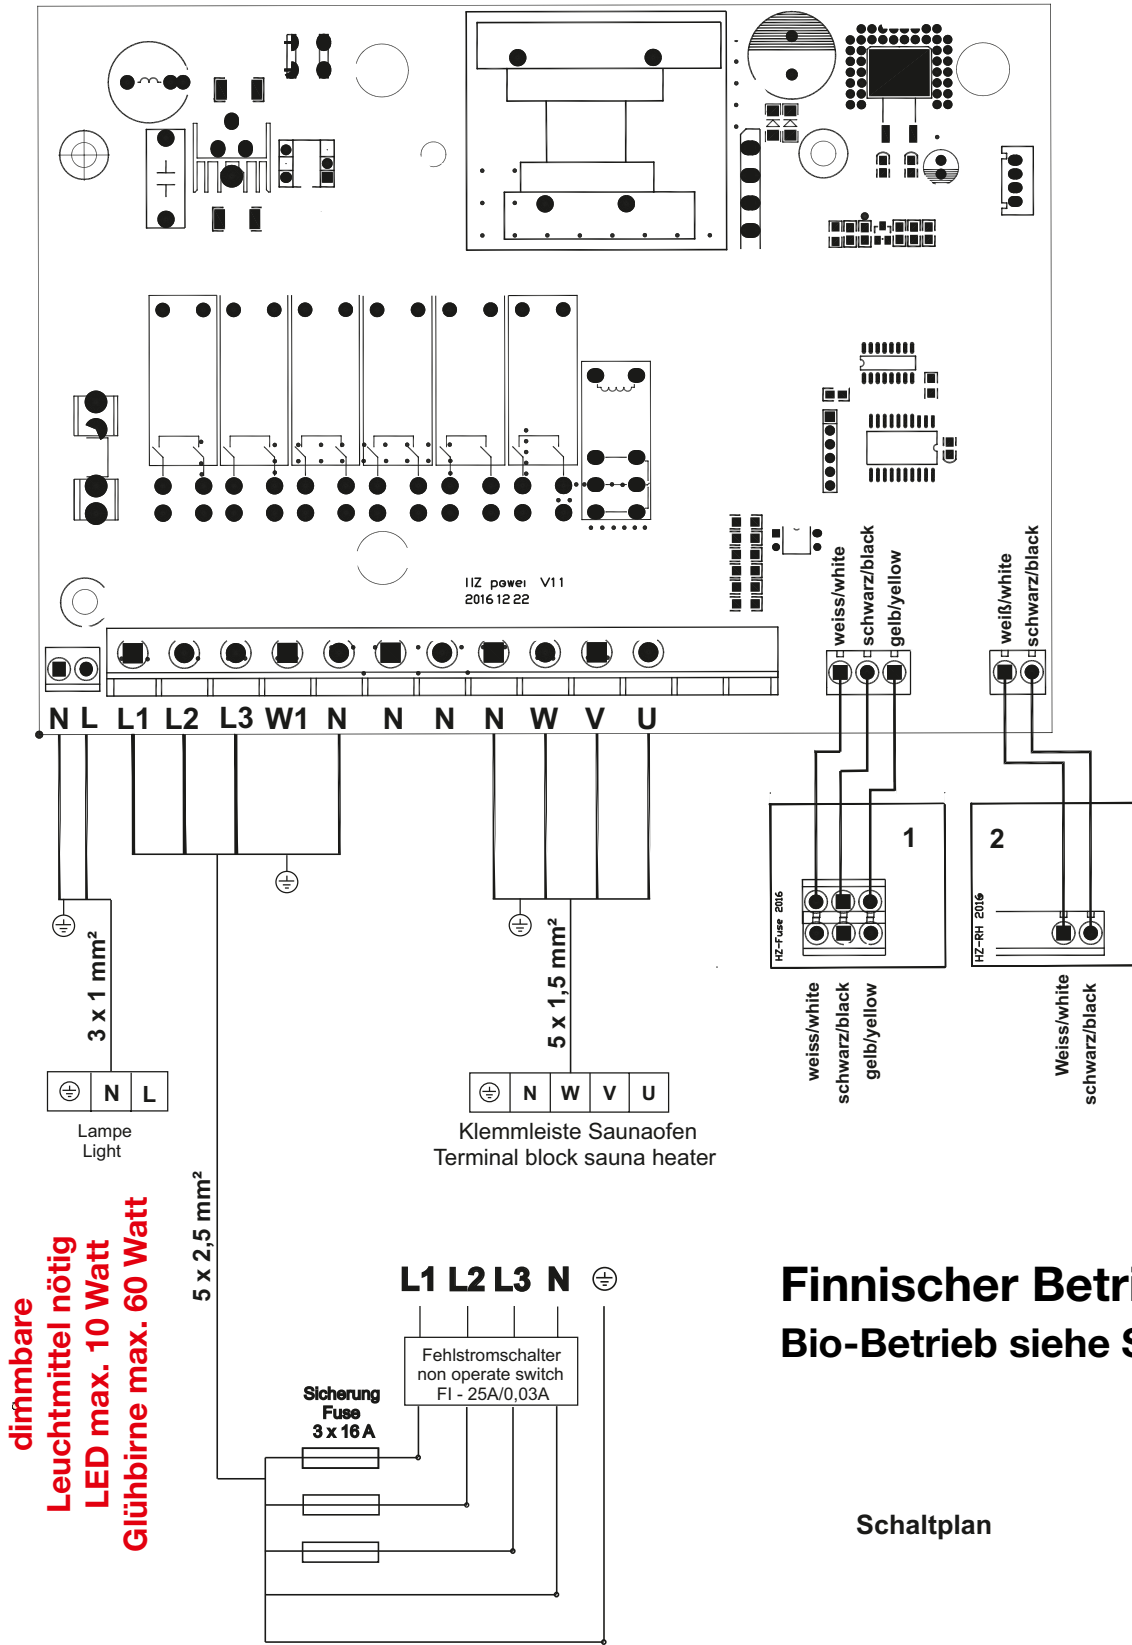 HZ power V11
2016 12 22
weiss/white
schwarz/black
gelb/yellow
weiß/white
schwarz/black
N L L1 L2 L3 W1 N N N N W V U
1
HZ-Fuse 2016
2
HZ-RH 2016
weiss/white
schwarz/black
gelb/yellow
Weiss/white
schwarz/black
3 x 1 mm²
5 x 1,5 mm²
N L
Lampe
Light
N W V U
Klemmleiste Saunaofen
Terminal block sauna heater
5 x 2,5 mm²
dimmbare
Leuchtmittel nötig
LED max. 10 Watt
Glühbirne max. 60 Watt
L1 L2 L3 N
Fehlstromschalter
non operate switch
FI - 25A/0,03A
Sicherung
Fuse
3 x 16 A
Finnischer Betri
Bio-Betrieb siehe S
Schaltplan